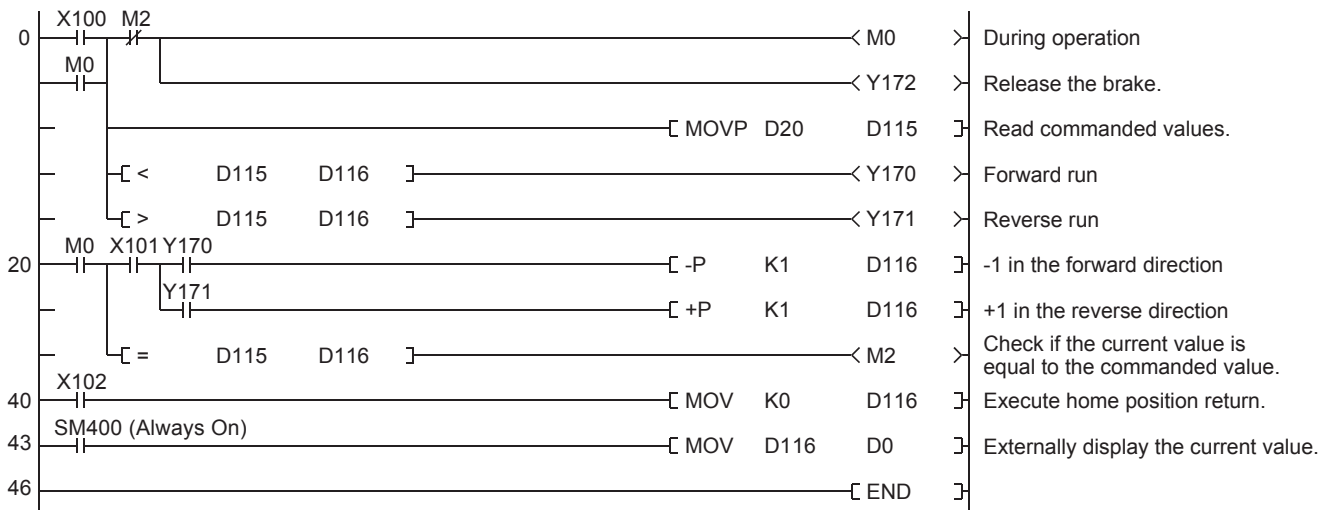 X100 M2
0 M0 During operation
M0
Y172 Release the brake.
MOVP D20 D115 Read commanded values.
< D115 D116 Y170 Forward run
> D115 D116 Y171 Reverse run
M0 X101 Y170
20 -P K1 D116 -1 in the forward direction
Y171
+P K1 D116 +1 in the reverse direction
= D115 D116 M2 Check if the current value is
equal to the commanded value.
X102
40 MOV K0 D116 Execute home position return.
SM400 (Always On)
43 MOV D116 D0 Externally display the current value.
46 END